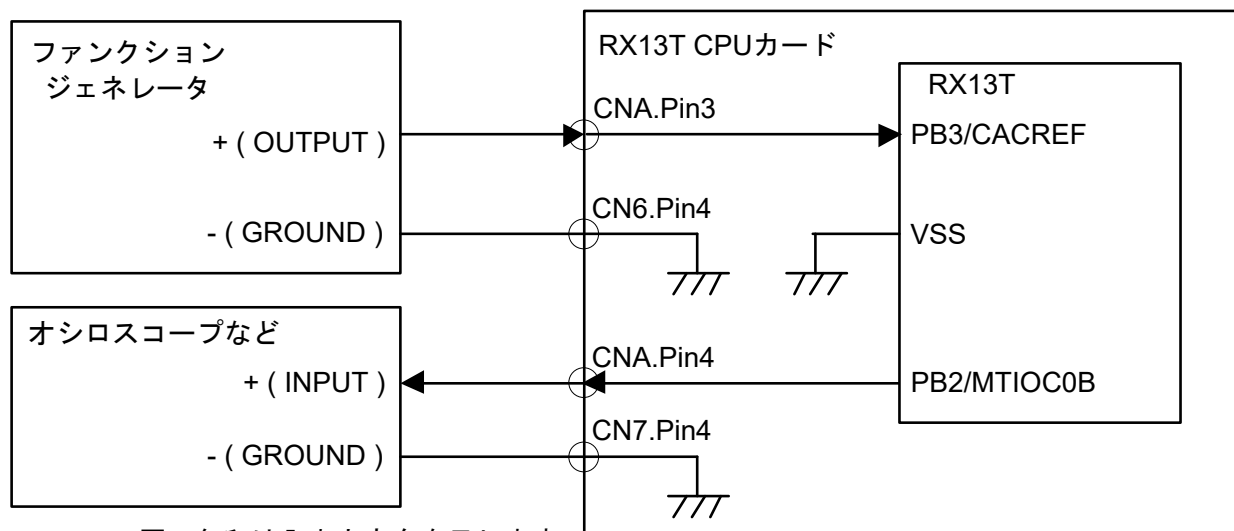 ファンクション
ジェネレータ
+ ( OUTPUT )
- ( GROUND )
オシロスコープなど
+ ( INPUT )
- ( GROUND )
RX13T CPUカード
CNA.Pin3
CN6.Pin4
CNA.Pin4
CN7.Pin4
RX13T
PB3/CACREF
VSS
PB2/MTIOC0B